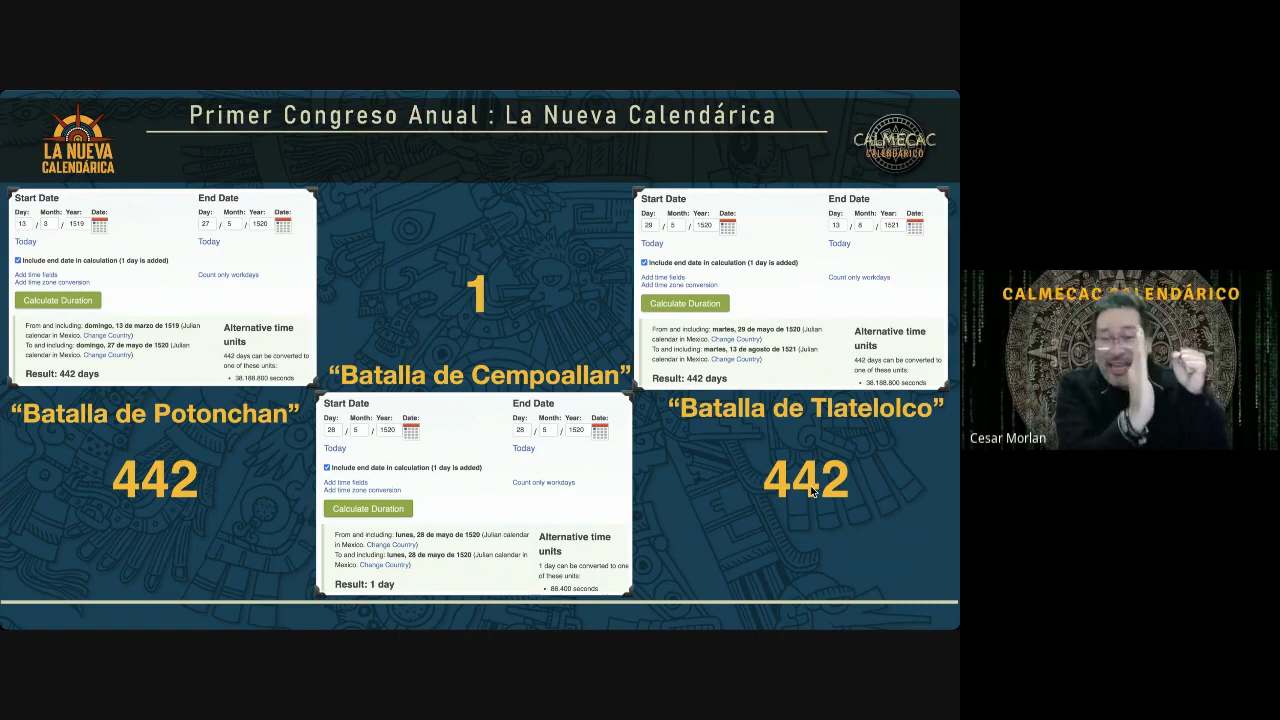 Primer Congreso Anual : La Nueva Calendárica
LA NUEVA
CALENDÁRICA
CALMECAC
CALENDÁRICO
Start Date
End Date
Day: Month: Year: Date:
Day: Month: Year: Date:
13 / 3 / 1519
27 / 5 / 1520
Today
Today
Include end date in calculation (1 day is added)
Add time fields
Count only workdays
Add time zone conversion
Calculate Duration
From and including: domingo, 13 de marzo de 1519 (Julian
calendar in Mexico. Change Country)
To and including: domingo, 27 de mayo de 1520 (Julian
calendar in Mexico. Change Country)
Result: 442 days
Alternative time
units
442 days can be converted to
one of these units:
• 38.188.800 seconds
“Batalla de Potonchan”
442
1
“Batalla de Cempoallan”
Start Date
End Date
Day: Month: Year: Date:
Day: Month: Year: Date:
28 / 5 / 1520
28 / 5 / 1520
Today
Today
Include end date in calculation (1 day is added)
Add time fields
Count only workdays
Add time zone conversion
Calculate Duration
From and including: lunes, 28 de mayo de 1520 (Julian calendar
in Mexico. Change Country)
To and including: lunes, 28 de mayo de 1520 (Julian calendar in
Mexico. Change Country)
Result: 1 day
Alternative time
units
1 day can be converted to one
of these units:
• 86.400 seconds
Start Date
End Date
Day: Month: Year: Date:
Day: Month: Year: Date:
29 / 5 / 1520
13 / 8 / 1521
Today
Today
Include end date in calculation (1 day is added)
Add time fields
Count only workdays
Add time zone conversion
Calculate Duration
From and including: martes, 29 de mayo de 1520 (Julian
calendar in Mexico. Change Country)
To and including: martes, 13 de agosto de 1521 (Julian
calendar in Mexico. Change Country)
Result: 442 days
Alternative time
units
442 days can be converted to
one of these units:
• 38.188.800 seconds
“Batalla de Tlatelolco”
442
CALMECAC CALENDÁRICO
Cesar Morlan